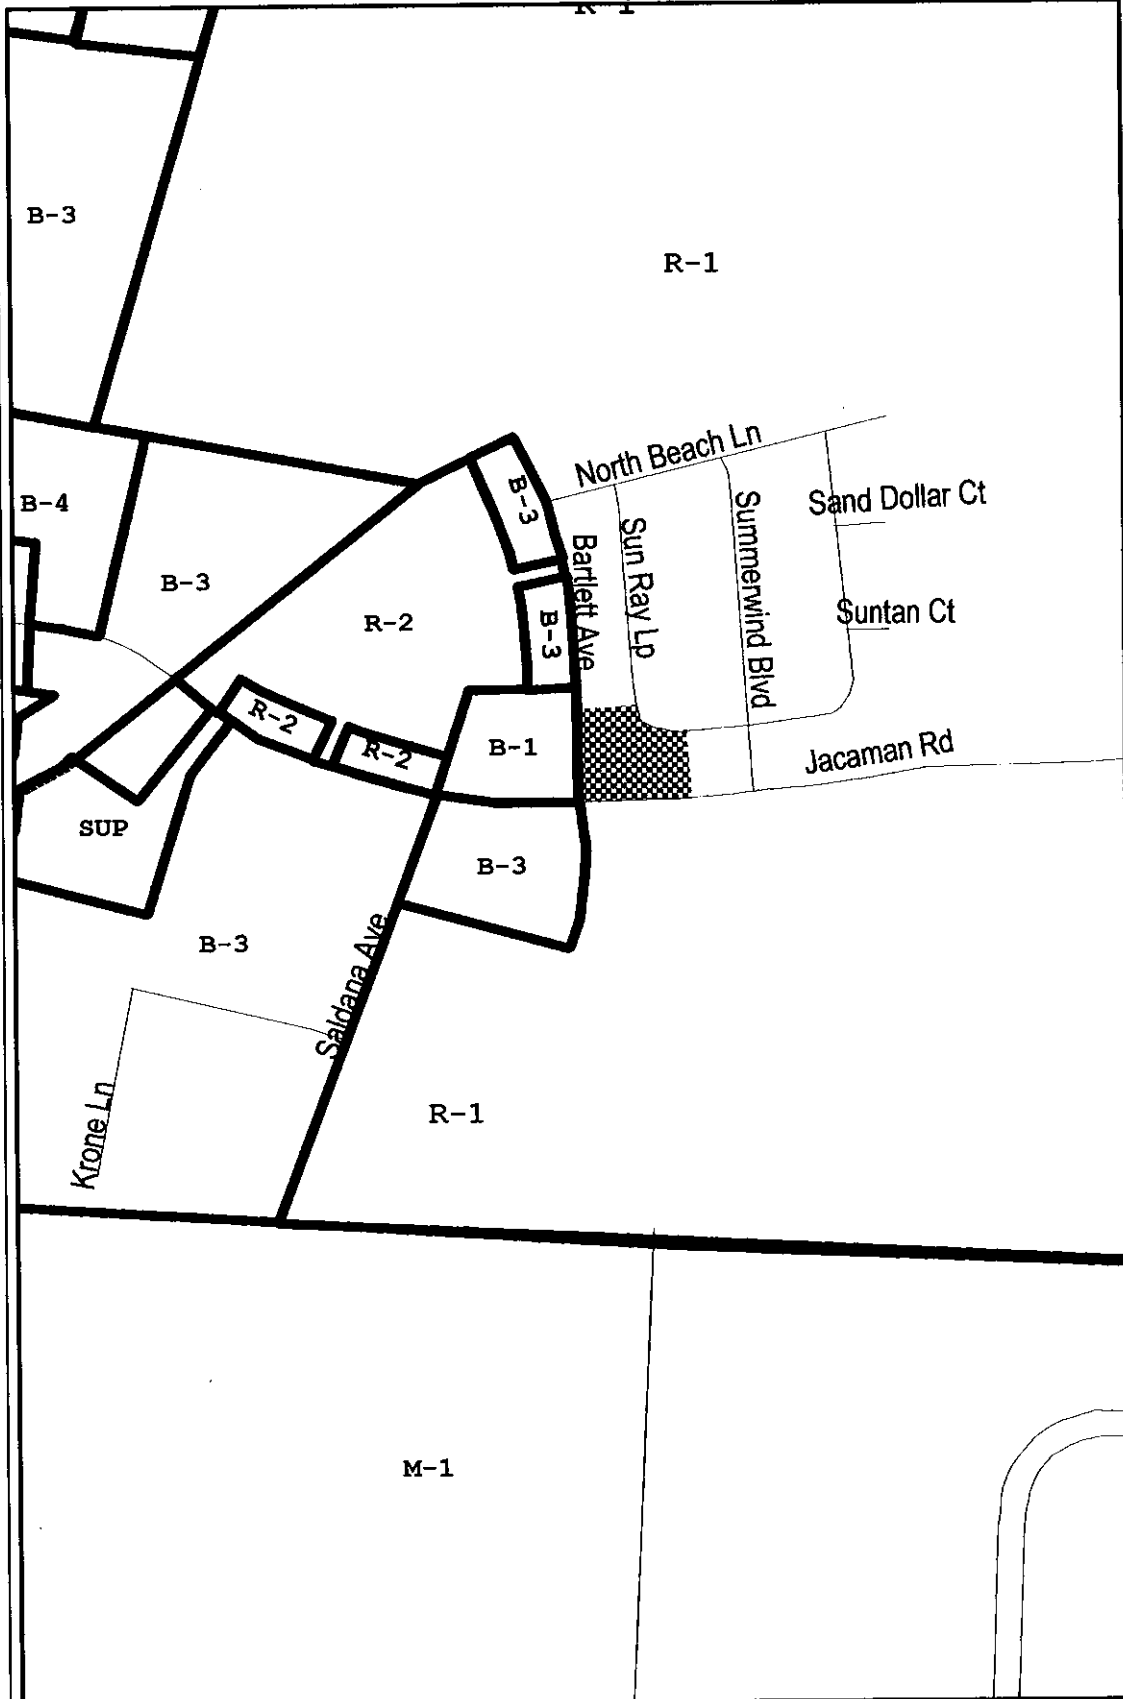 R-1
B-3
R-1
North Beach Ln
B-3
B-4
Sand Dollar Ct
Summerwind Blvd
Sun Ray Lp
Bartlett Ave
B-3
R-2
B-3
Suntan Ct
R-2
R-2
B-1
Jacaman Rd
SUP
B-3
B-3
Saldana Ave
R-1
Krone Ln
M-1